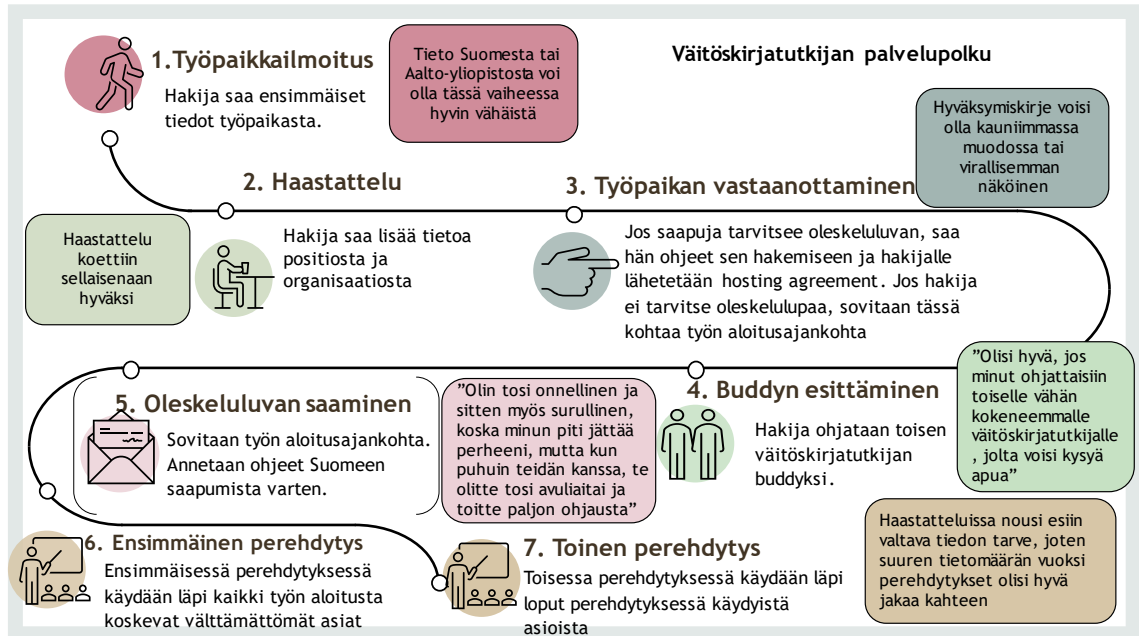 1.Työpaikkailmoitus
Hakija saa ensimmäiset
tiedot työpaikasta.
Tieto Suomesta tai
Aalto-yliopistosta voi
olla tässä vaiheessa
hyvin vähäistä
Väitöskirjatutkijan palvelupolku
Hyväksymiskirje voisi
olla kauniimmassa
muodossa tai
virallisemman
näköinen
2. Haastattelu
Hakija saa lisää tietoa
positiosta ja
organisaatiosta
Haastattelu
koettiin
sellaisenaan
hyväksi
3. Työpaikan vastaanottaminen
Jos saapuja tarvitsee oleskeluluvan, saa
hän ohjeet sen hakemiseen ja hakijalle
lähetetään hosting agreement. Jos hakija
ei tarvitse oleskelulupaa, sovitaan tässä
kohtaa työn aloitusajankohta
4. Buddyn esittäminen
Hakija ohjataan toisen
väitöskirjatutkijan
buddyksi.
”Olisi hyvä, jos
minut ohjattaisiin
toiselle vähän
kokeneemmalle
väitöskirjatutkijalle
, jolta voisi kysyä
apua”
5. Oleskeluluvan saaminen
Sovitaan työn aloitusajankohta.
Annetaan ohjeet Suomeen
saapumista varten.
”Olin tosi onnellinen ja
sitten myös surullinen,
koska minun piti jättää
perheeni, mutta kun
puhuin teidän kanssa, te
olitte tosi avuliaitai ja
toitte paljon ohjausta”
6. Ensimmäinen perehdytys
Ensimmäisessä perehdytyksessä
käydään läpi kaikki työn aloitusta
koskevat välttämättömät asiat
7. Toinen perehdytys
Toisessa perehdytyksessä käydään läpi
loput perehdytyksessä käydyistä
asioista
Haastatteluissa nousi esiin
valtava tiedon tarve, joten
suuren tietomäärän vuoksi
perehdytykset olisi hyvä
jakaa kahteen